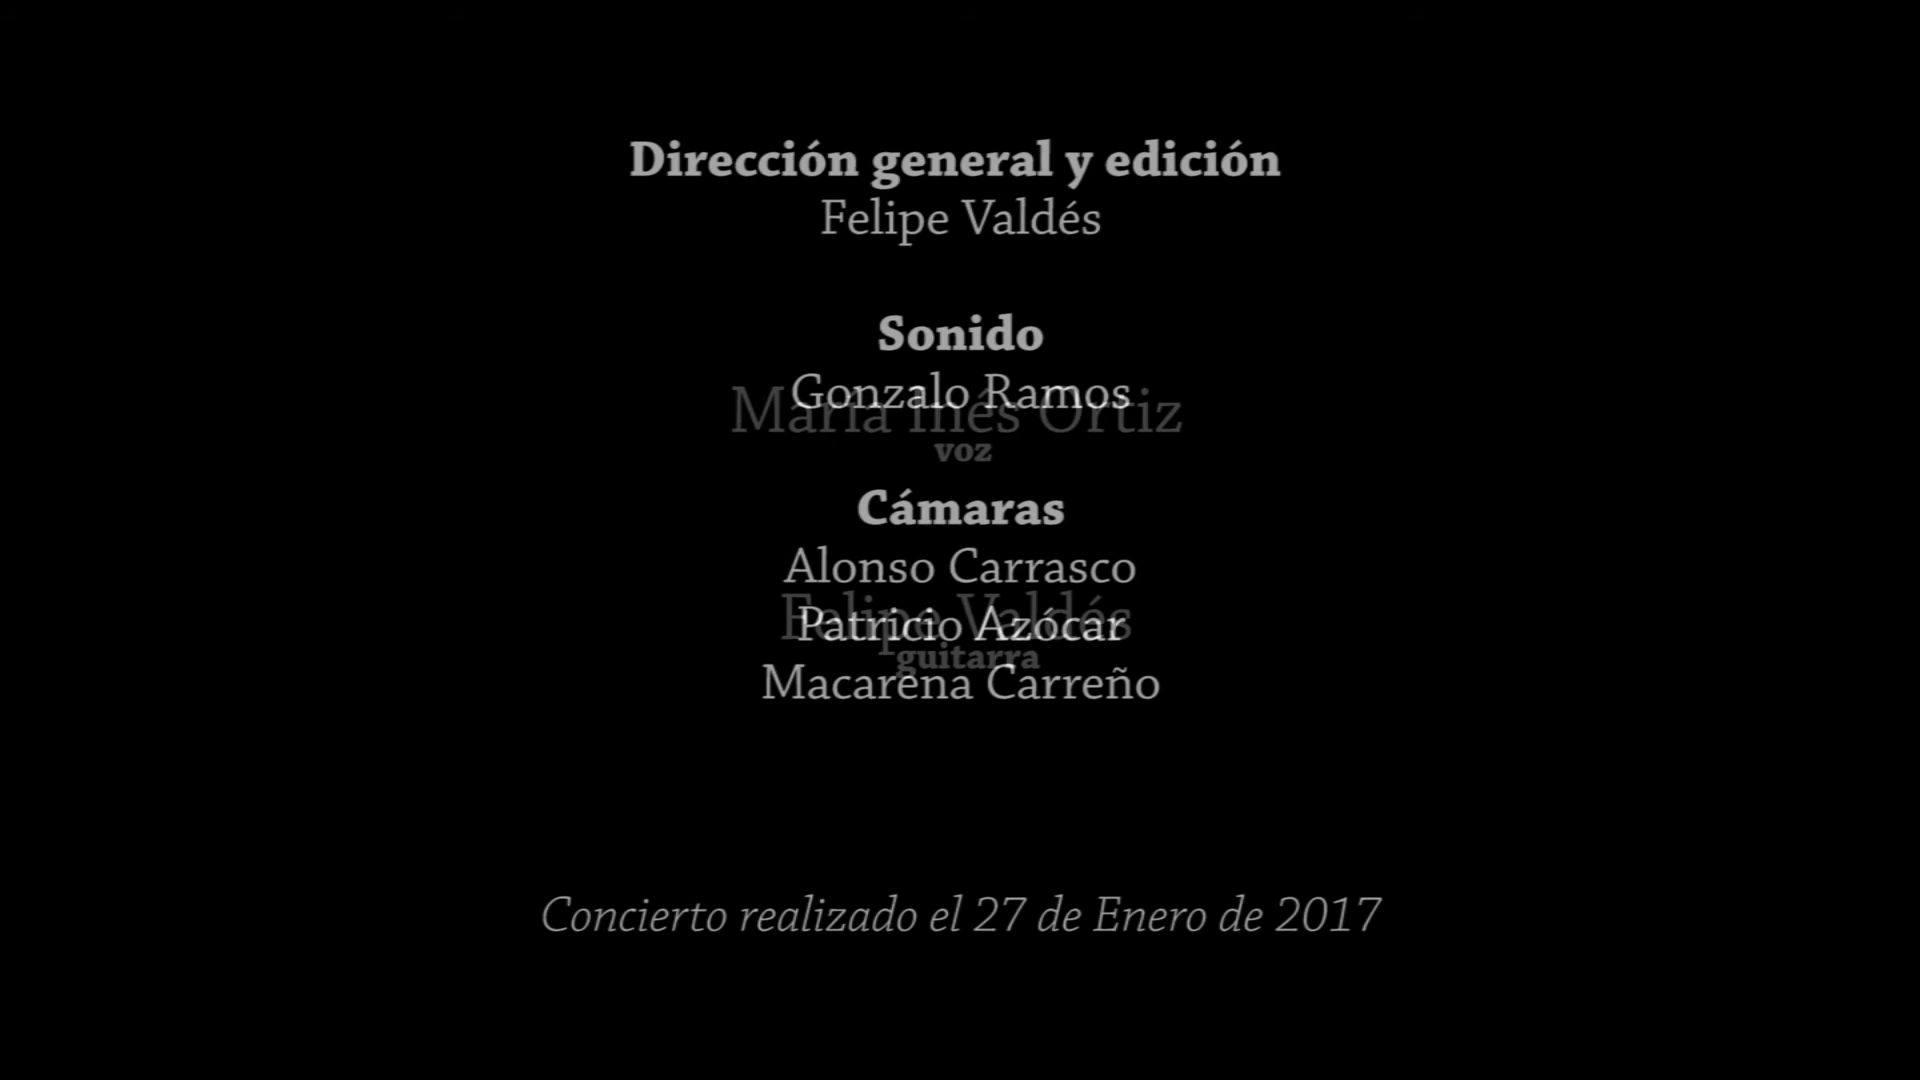 Dirección general y edición
Felipe Valdés
Sonido
Gonzalo Ramos
María Inés Ortiz
voz
Cámaras
Alonso Carrasco
Felipe Valdés
Patricio Azócar
guitarra
Macarena Carreño
Concierto realizado el 27 de Enero de 2017